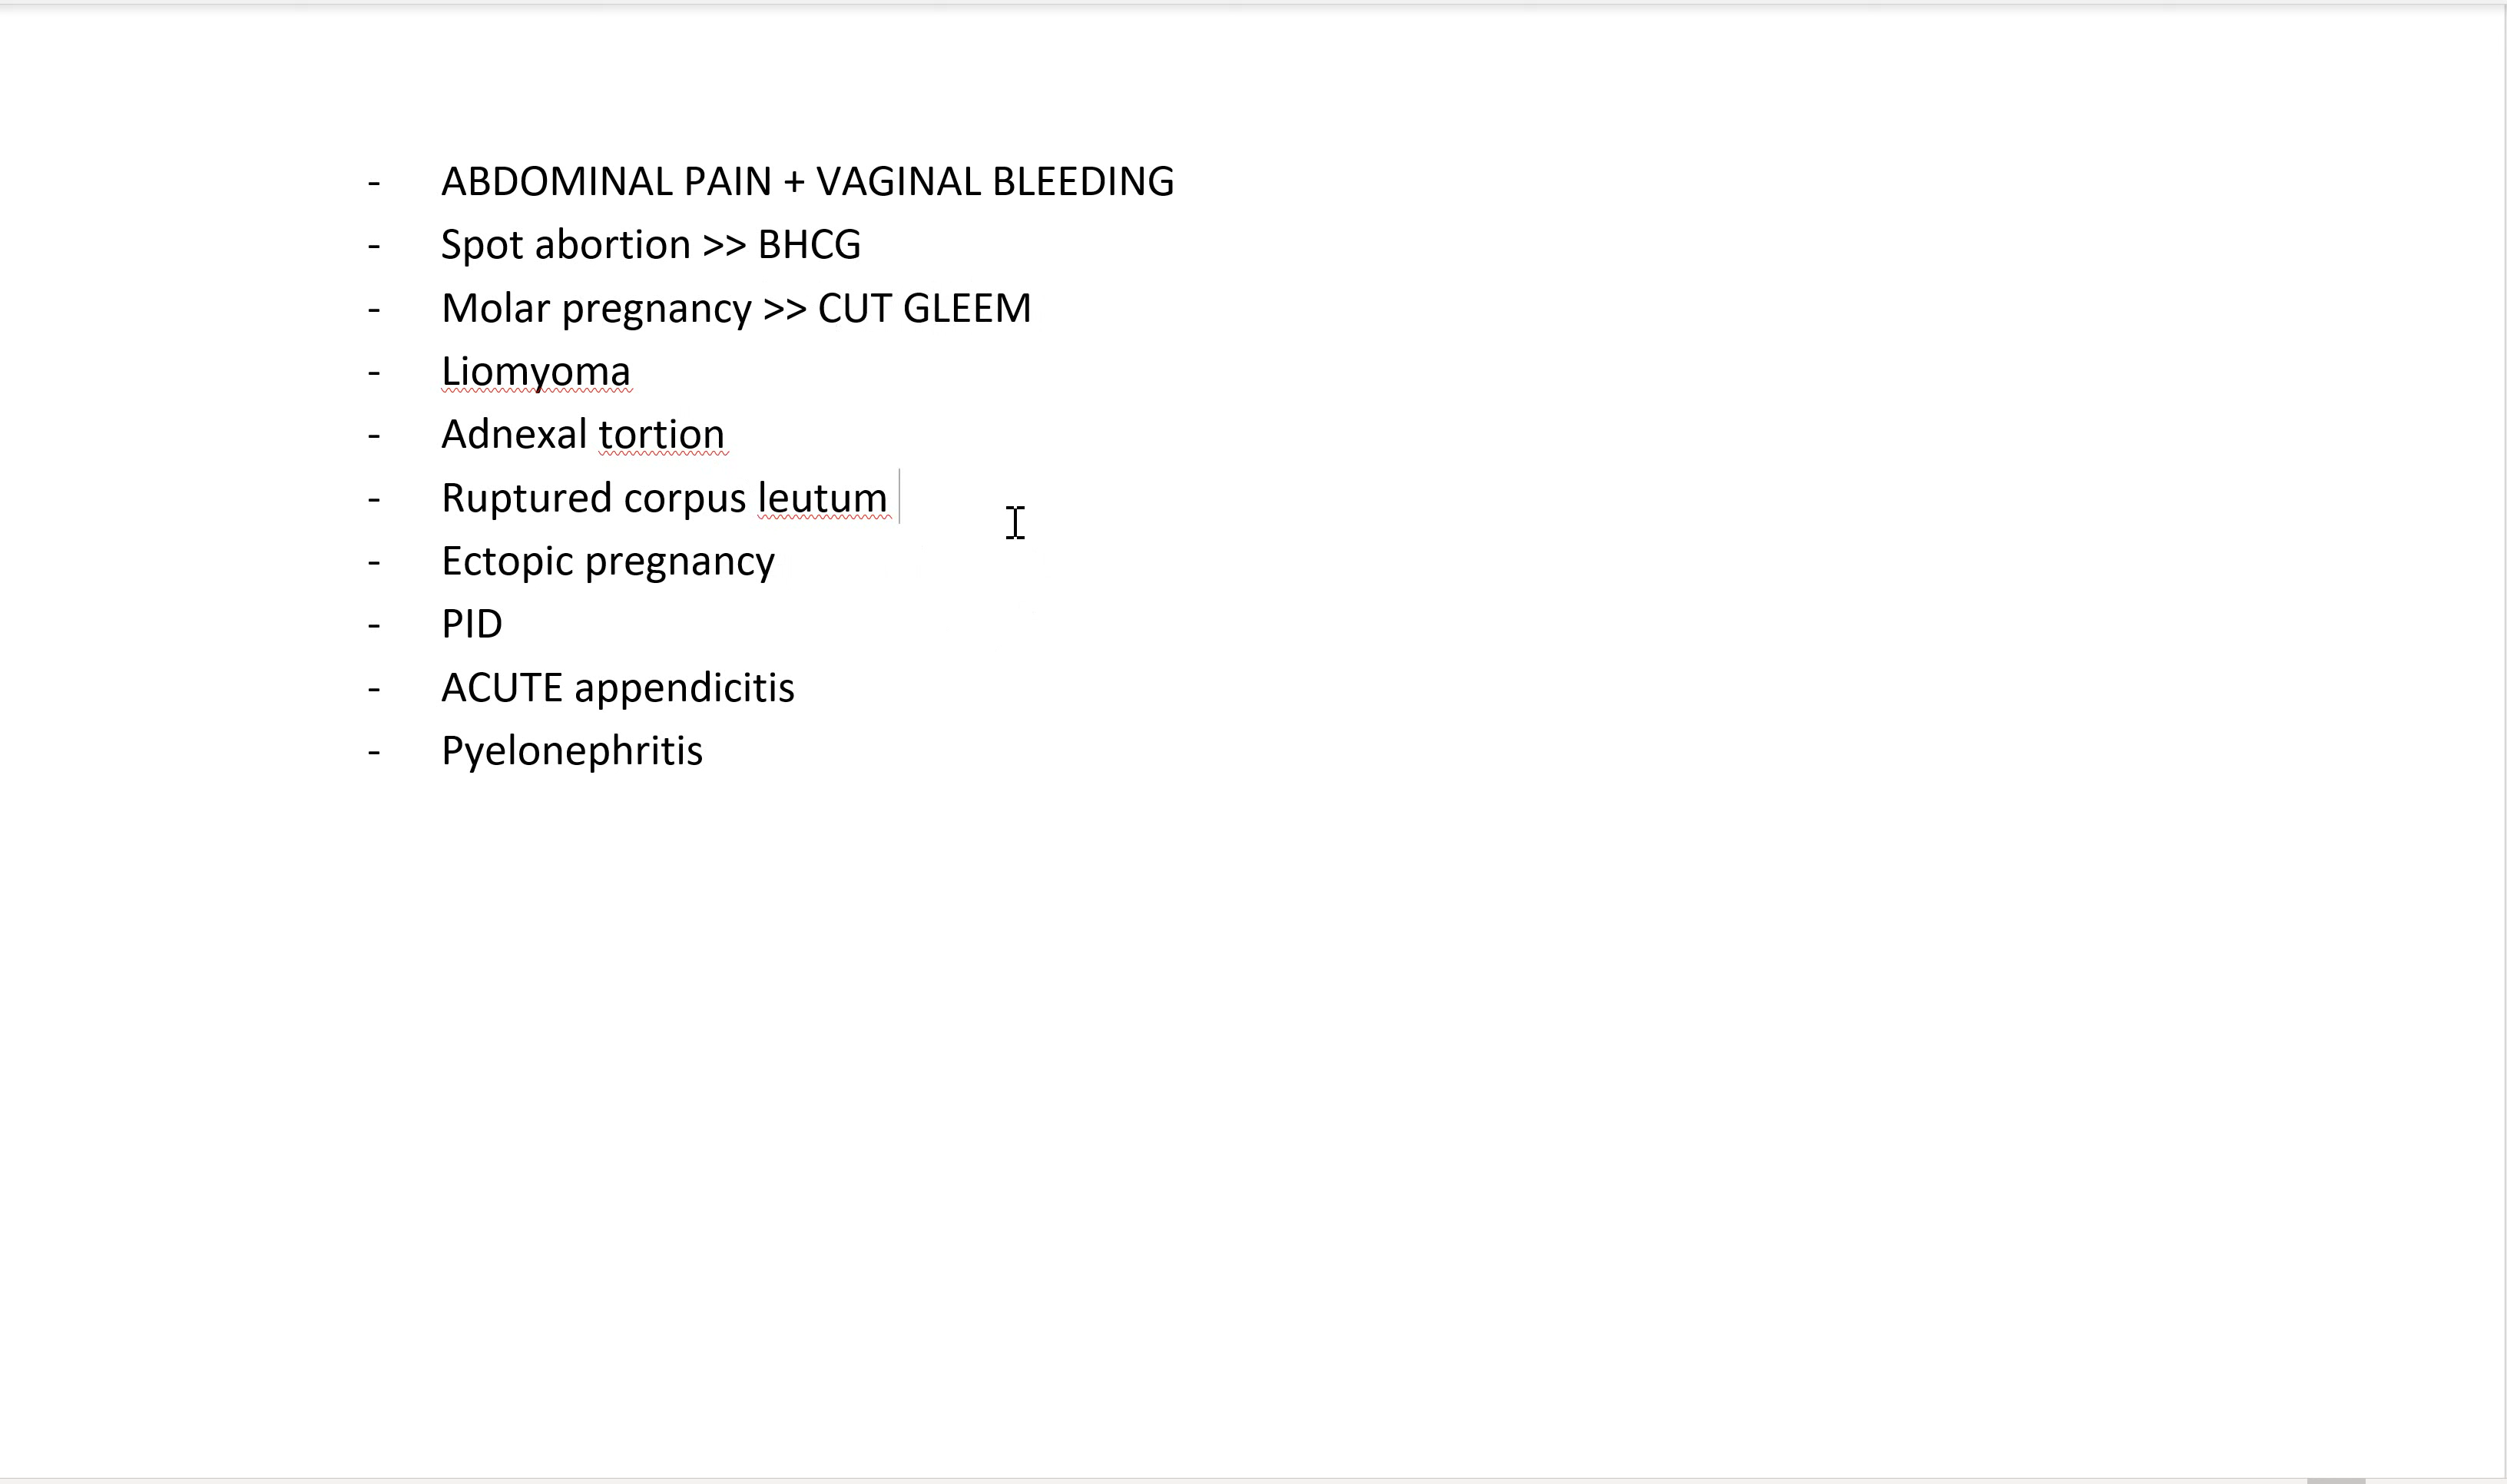 - ABDOMINAL PAIN + VAGINAL BLEEDING
- Spot abortion >> BHCG
- Molar pregnancy >> CUT GLEEM
- Liomyoma
- Adnexal tortion
- Ruptured corpus leutum
- Ectopic pregnancy
- PID
- ACUTE appendicitis
- Pyelonephritis